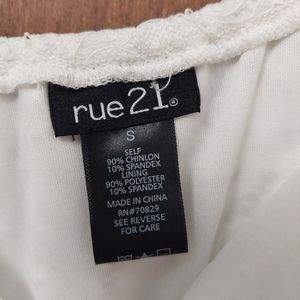 rue21®
S
SELF
90% CHINLON
10% SPANDEX
LINING
90% POLYESTER
10% SPANDEX
MADE IN CHINA
RN#70829
SEE REVERSE
FOR CARE